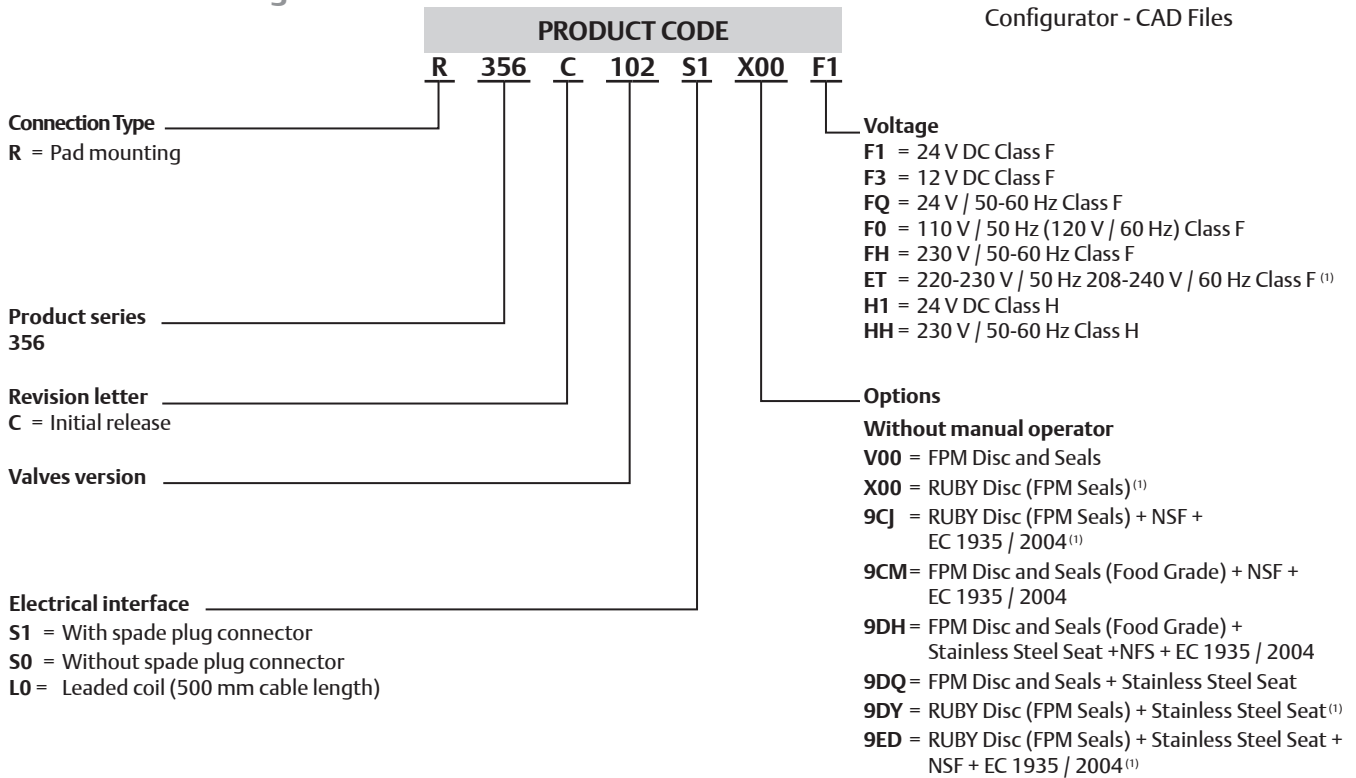 PRODUCT CODE
Configurator - CAD Files
R 356 C 102 S1 X00 F1
Connection Type
R = Pad mounting
Product series
356
Revision letter
C = Initial release
Valves version
Electrical interface
S1 = With spade plug connector
S0 = Without spade plug connector
L0 = Leaded coil (500 mm cable length)
Voltage
F1 = 24 V DC Class F
F3 = 12 V DC Class F
FQ = 24 V / 50-60 Hz Class F
F0 = 110 V / 50 Hz (120 V / 60 Hz) Class F
FH = 230 V / 50-60 Hz Class F
ET = 220-230 V / 50 Hz 208-240 V / 60 Hz Class F (1)
H1 = 24 V DC Class H
HH = 230 V / 50-60 Hz Class H
Options
Without manual operator
V00 = FPM Disc and Seals
X00 = RUBY Disc (FPM Seals) (1)
9CJ = RUBY Disc (FPM Seals) + NSF +
EC 1935 / 2004 (1)
9CM = FPM Disc and Seals (Food Grade) + NSF +
EC 1935 / 2004
9DH = FPM Disc and Seals (Food Grade) +
Stainless Steel Seat +NFS + EC 1935 / 2004
9DQ = FPM Disc and Seals + Stainless Steel Seat
9DY = RUBY Disc (FPM Seals) + Stainless Steel Seat (1)
9ED = RUBY Disc (FPM Seals) + Stainless Steel Seat +
NSF + EC 1935 / 2004 (1)